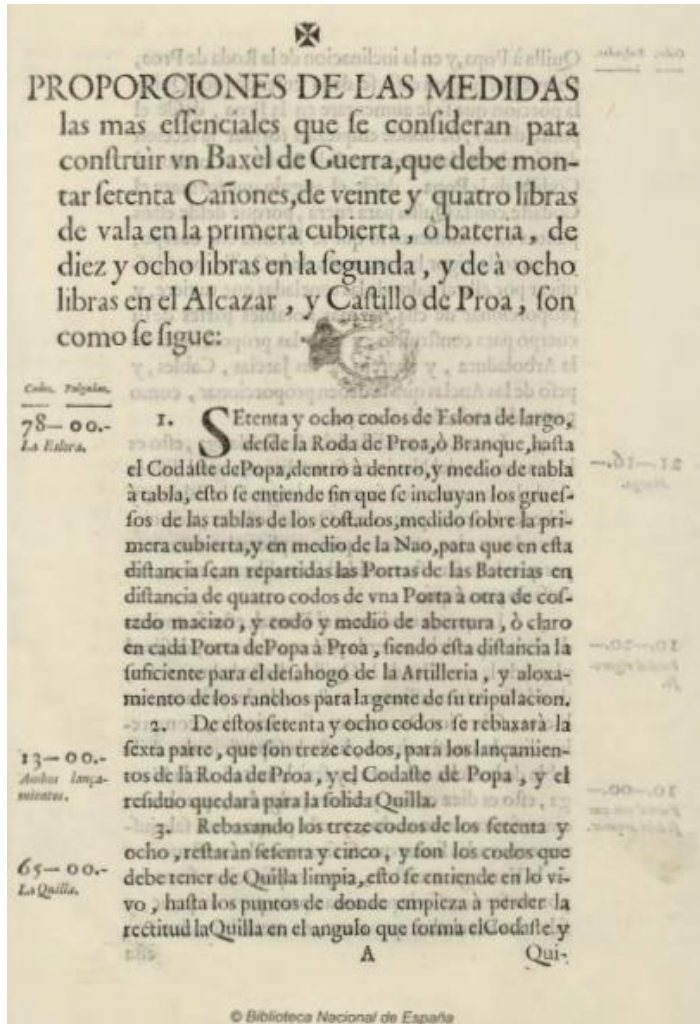 PROPORCIONES DE LAS MEDIDAS
las mas eſſenciales que ſe conſideran para
conſtruir vn Baxèl de Guerra,que debe mon-
tar ſetenta Cañones,de veinte y quatro libras
de vala en la primera cubierta, ò bateria, de
diez y ocho libras en la ſegunda, y de à ocho
libras en el Alcazar, y Caſtillo de Proa, ſon
como ſe ſigue:
Codos. Pulgadas.
78—00.-
La Eslora.
1. SEtenta y ocho codos de Eslora de largo,
deſde la Roda de Proa,ò Branque,haſta
el Codàſte dePopa,dentro à dentro,y medio de tabla
à tabla, eſto ſe entiende ſin que ſe incluyan los grueſ-
ſos de las tablas de los coſtados,medido ſobre la pri-
mera cubierta,y en medio de la Nao,para que en eſta
diſtancia ſean repartidas las Portas de las Baterias en
diſtancia de quatro codos de vna Porta à otra de coſ-
tado macizo, y codo y medio de abertura, ò claro
en cada Porta dePopa à Proa, ſiendo eſta diſtancia la
ſuficiente para el deſahogo de la Artilleria, y aloxa-
miento de los ranchos para la gente de ſu tripulacion.
2. De eſtos ſetenta y ocho codos ſe rebaxarà la
ſexta parte, que ſon treze codos, para los lançamien-
tos de la Roda de Proa, y el Codaſte de Popa, y el
reſiduo quedarà para la ſolida Quilla.
13—00.-
Ambos lança-
mientos.
3. Rebaxando los treze codos de los ſetenta y
ocho, reſtaràn ſeſenta y cinco, y ſon los codos que
debe tener de Quilla limpia,eſto ſe entiende en lo vi-
vo, haſta los puntos de donde empieza à perder la
rectitud laQuilla en el angulo que forma elCodaſte y
65—00.-
La Quilla.
A
Qui-
© Biblioteca Nacional de España